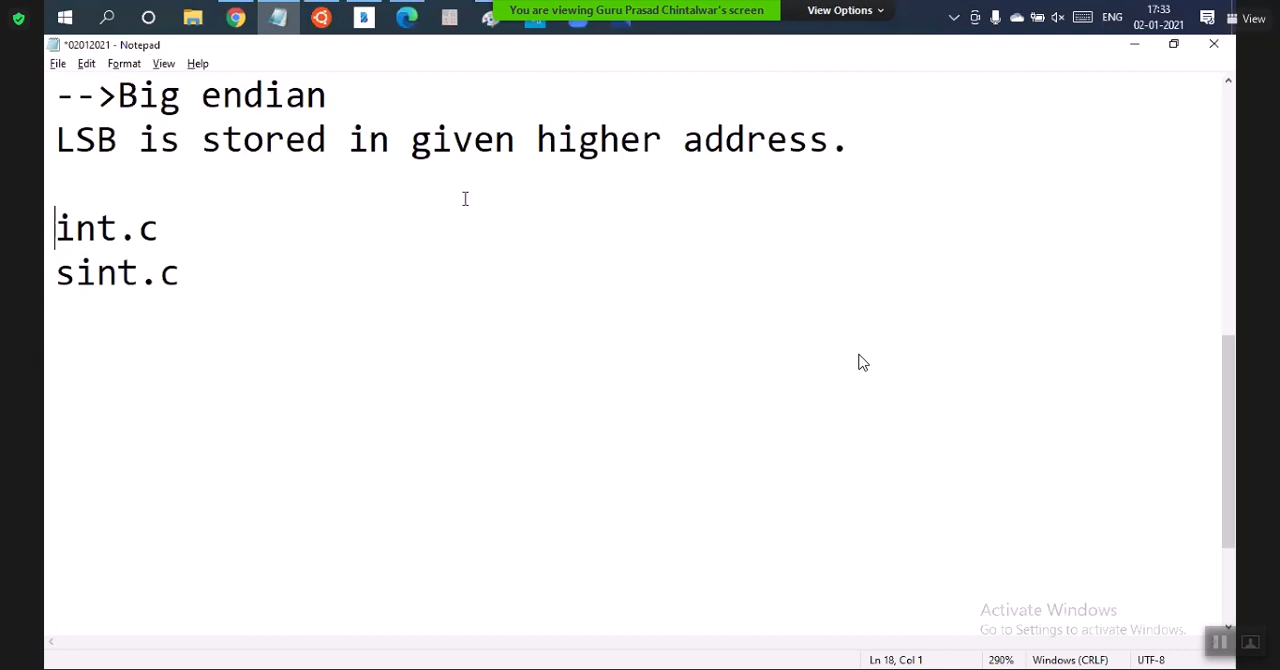 You are viewing Guru Prasad Chintalwar's screen
View Options
ENG
17:33
02-01-2021
View
*02012021 - Notepad
File Edit Format View Help
-->Big endian
LSB is stored in given higher address.
int.c
sint.c
Activate Windows
Go to Settings to activate Windows.
Ln 18, Col 1
290%
Windows (CRLF)
UTF-8